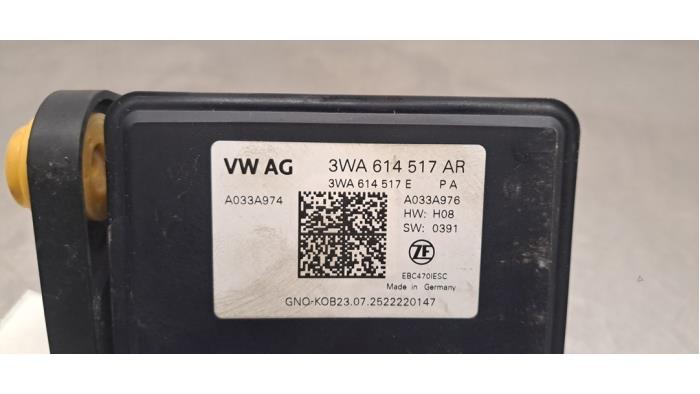 VW AG 3WA 614 517 AR
3WA 614 517 E P A
A033A974 A033A976
HW: H08
SW: 0391
ZF
EBC470IESC
Made in Germany
GNO-KOB23.07.2522220147